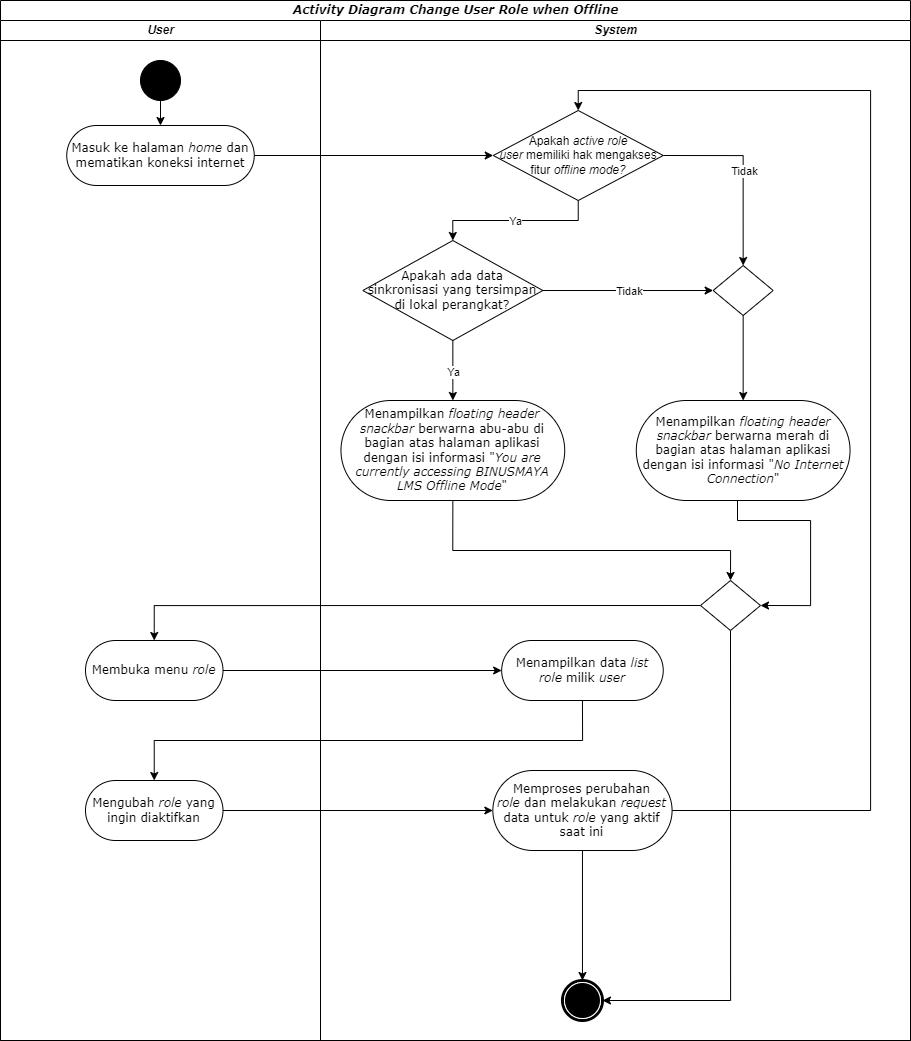 Activity Diagram Change User Role when Offline
User
System
Masuk ke halaman home dan
mematikan koneksi internet
Apakah active role
user memiliki hak mengakses
fitur offline mode?
Tidak
Ya
Apakah ada data
sinkronisasi yang tersimpan
di lokal perangkat?
Tidak
Ya
Menampilkan floating header
snackbar berwarna abu-abu di
bagian atas halaman aplikasi
dengan isi informasi "You are
currently accessing BINUSMAYA
LMS Offline Mode"
Menampilkan floating header
snackbar berwarna merah di
bagian atas halaman aplikasi
dengan isi informasi "No Internet
Connection"
Membuka menu role
Menampilkan data list
role milik user
Mengubah role yang
ingin diaktifkan
Memproses perubahan
role dan melakukan request
data untuk role yang aktif
saat ini